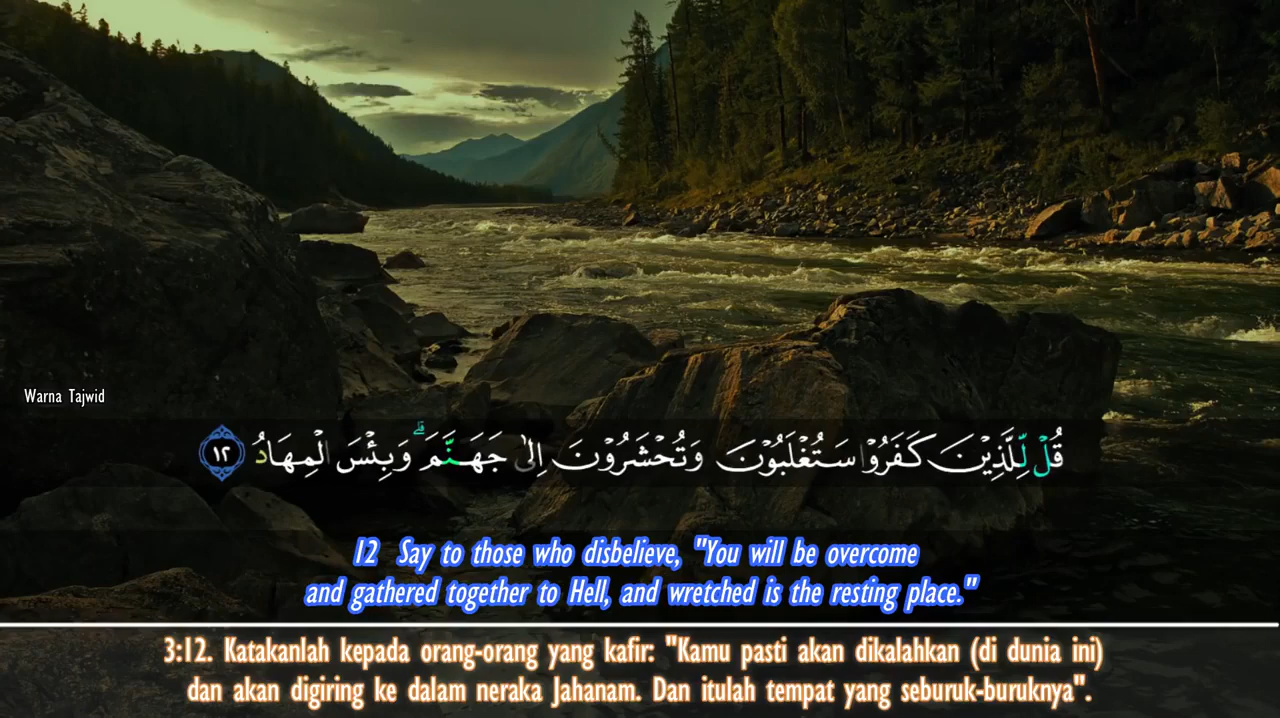 Warna Tajwid
قُلْ لِّلَّذِيْنَ كَفَرُوْا سَتُغْلَبُوْنَ وَتُحْشَرُوْنَ اِلٰى جَهَنَّمَ ۗ وَبِئْسَ الْمِهَادُ ١٢
12 Say to those who disbelieve, "You will be overcome
and gathered together to Hell, and wretched is the resting place."
3:12. Katakanlah kepada orang-orang yang kafir: "Kamu pasti akan dikalahkan (di dunia ini)
dan akan digiring ke dalam neraka Jahanam. Dan itulah tempat yang seburuk-buruknya".